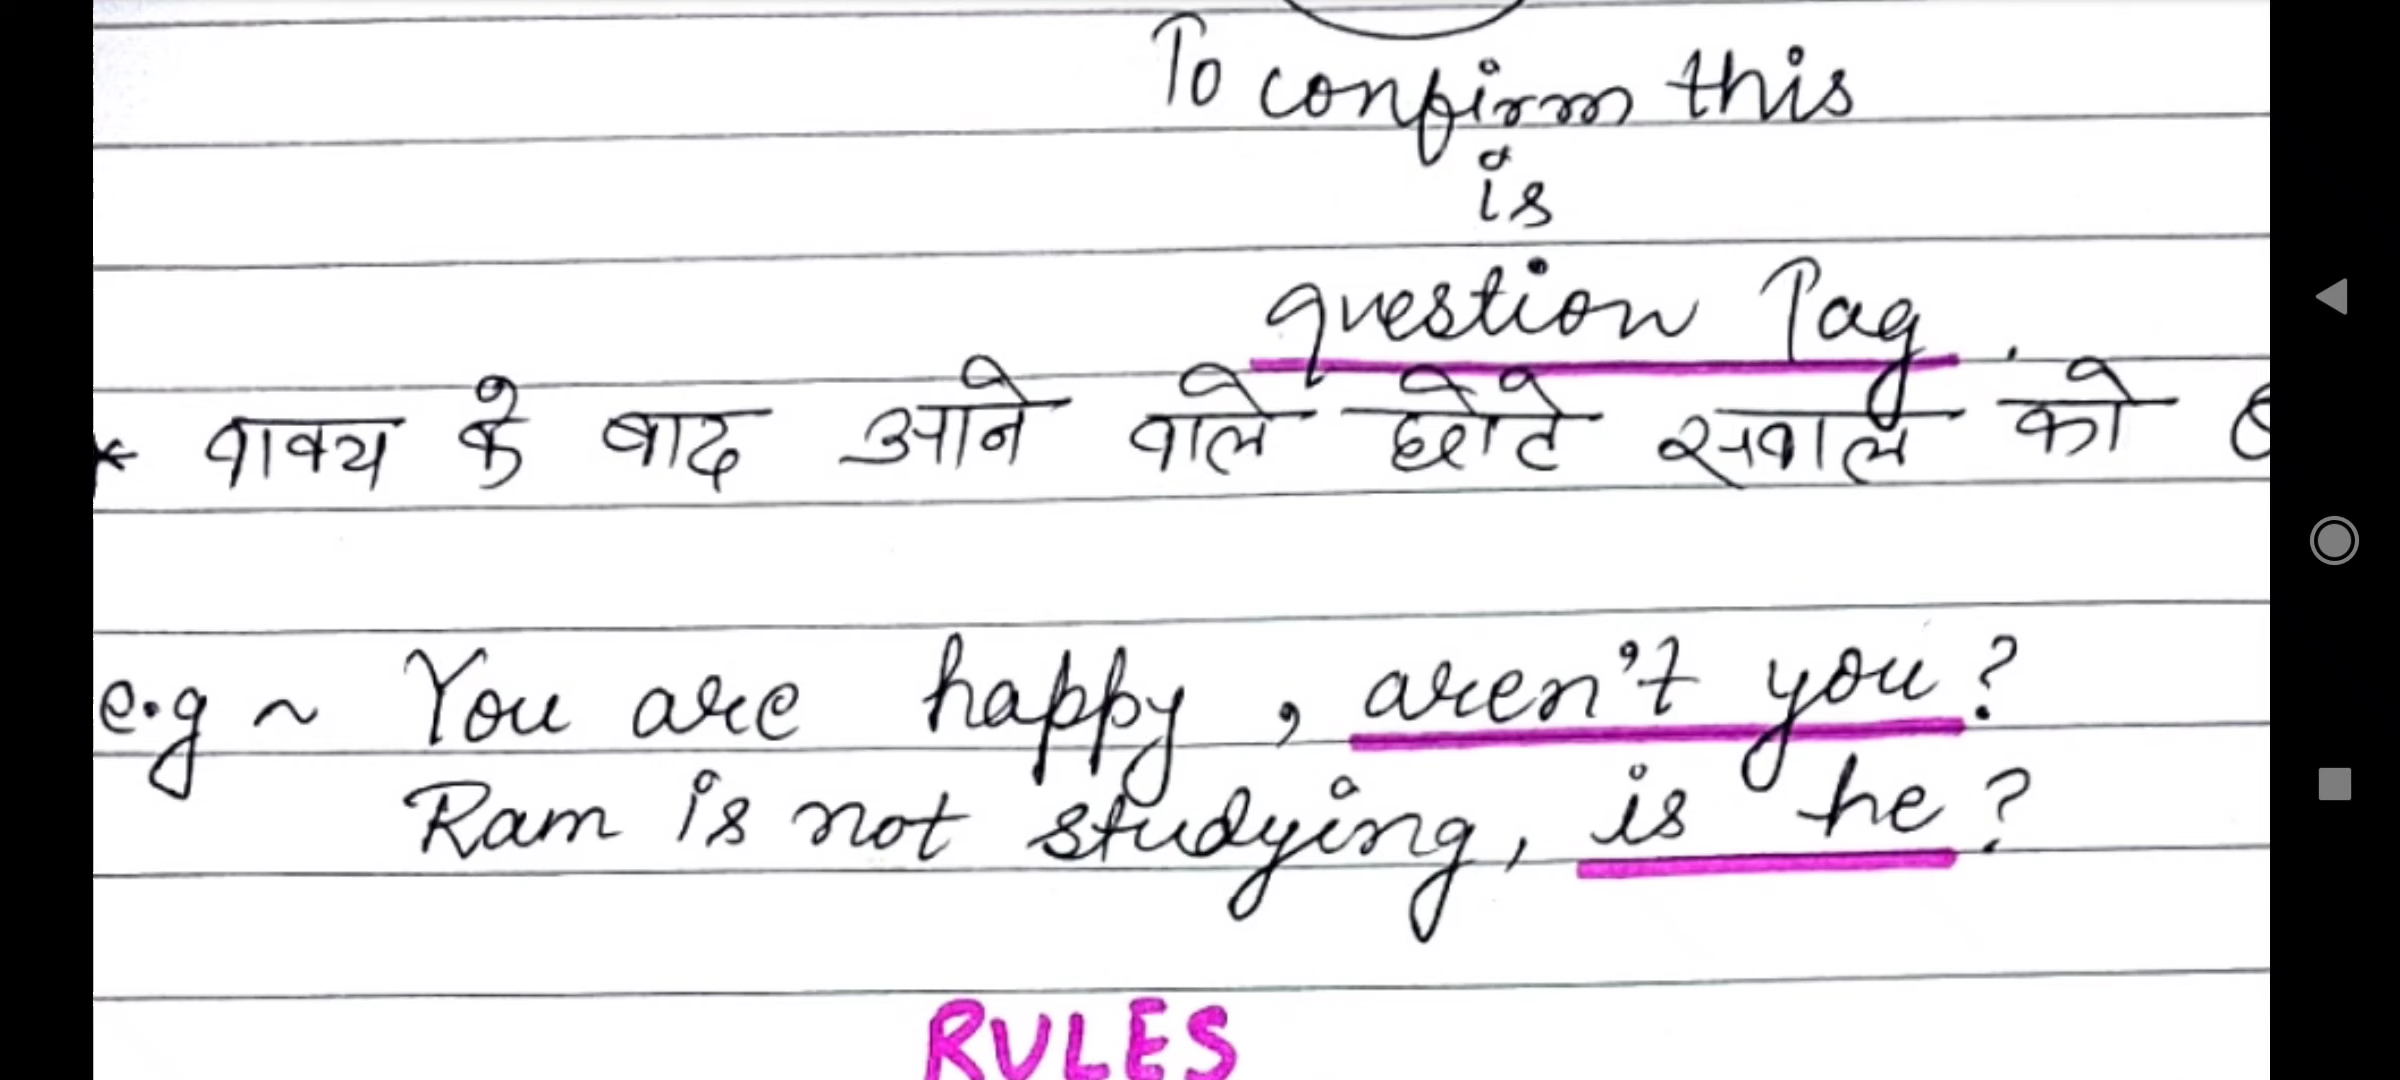 To confirm this
is
question Tag.
* वाक्य के बाद आने वाले छोटे सवाल को
e.g ~ You are happy, aren't you?
Ram is not studying, is he?
RULES